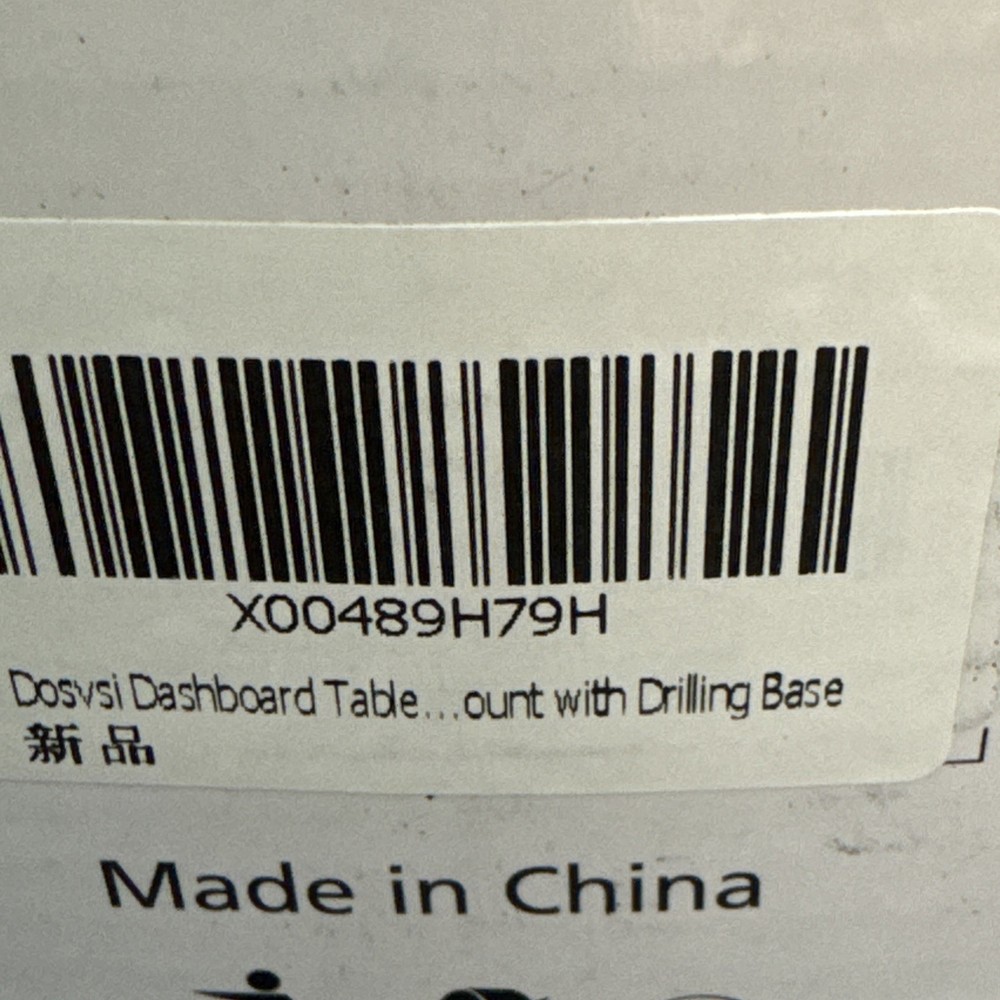 X00489H79H
Dosvsi Dashboard Table...ount with Drilling Base
新品
Made in China